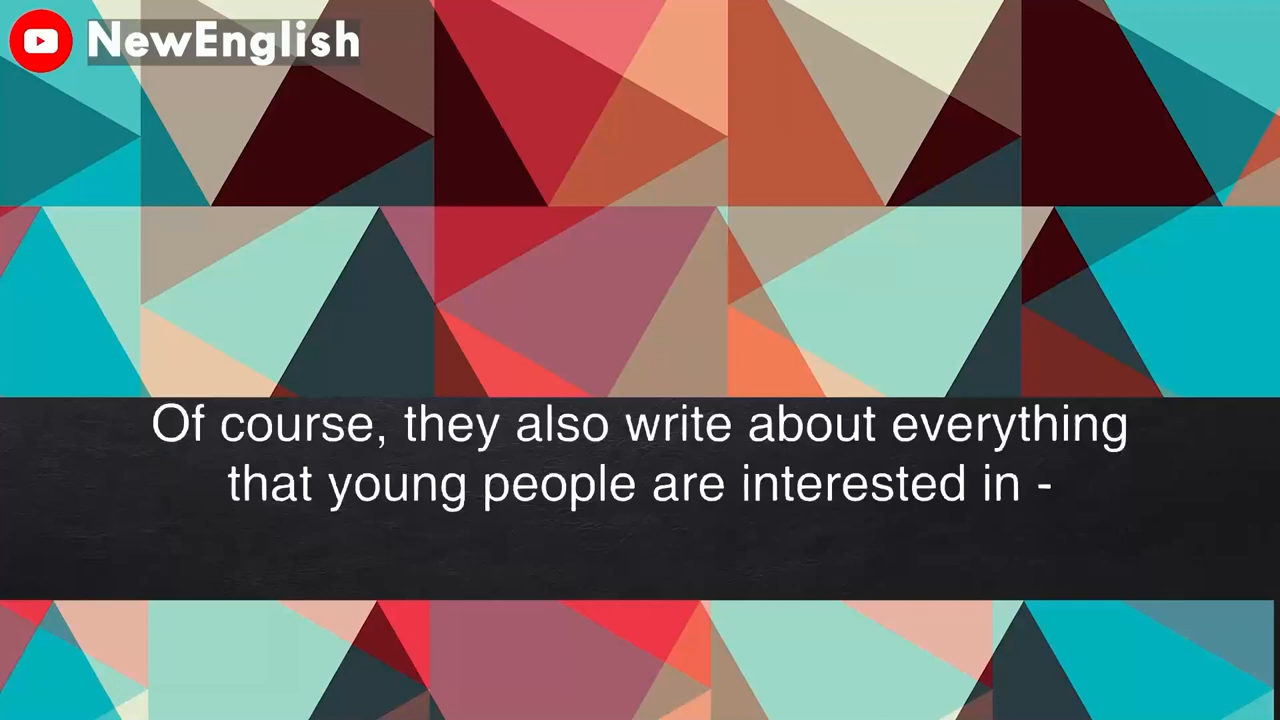 NewEnglish
Of course, they also write about everything
that young people are interested in -